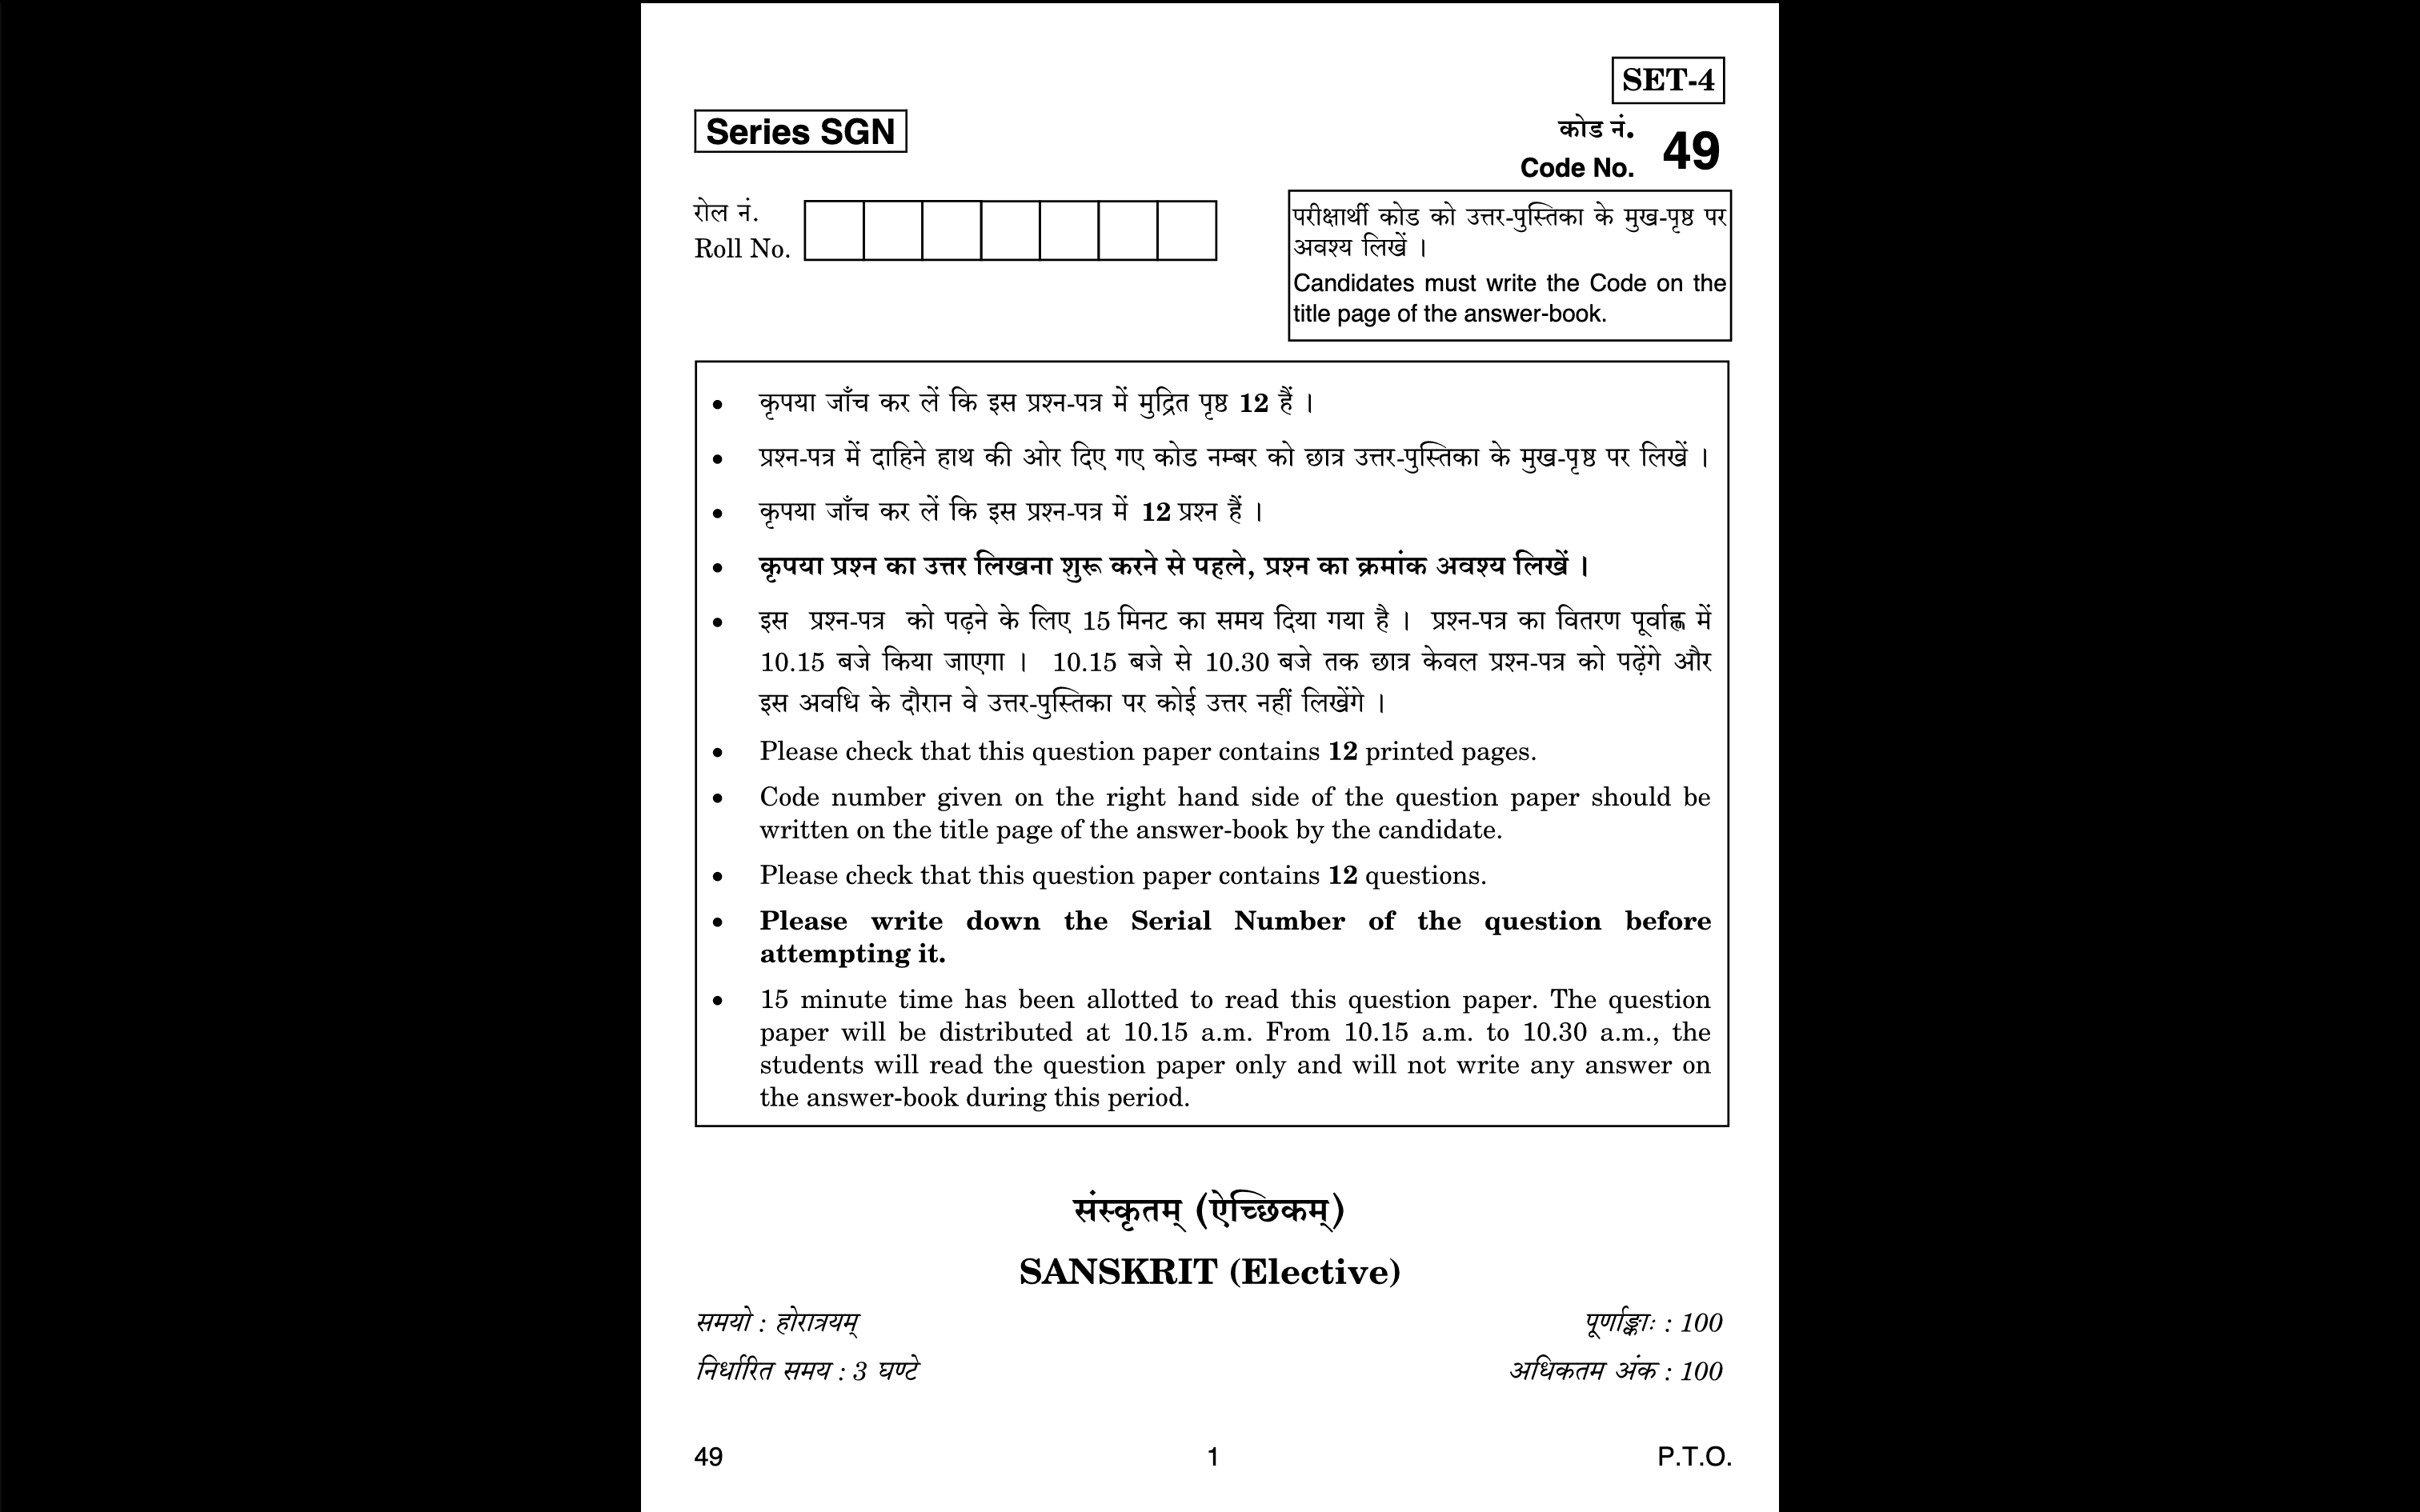 SET-4
Series SGN
कोड नं.
Code No. 49
रोल नं.
Roll No.
परीक्षार्थी कोड को उत्तर-पुस्तिका के मुख-पृष्ठ पर
अवश्य लिखें ।
Candidates must write the Code on the
title page of the answer-book.
• कृपया जाँच कर लें कि इस प्रश्न-पत्र में मुद्रित पृष्ठ 12 हैं ।
• प्रश्न-पत्र में दाहिने हाथ की ओर दिए गए कोड नम्बर को छात्र उत्तर-पुस्तिका के मुख-पृष्ठ पर लिखें ।
• कृपया जाँच कर लें कि इस प्रश्न-पत्र में 12 प्रश्न हैं ।
• कृपया प्रश्न का उत्तर लिखना शुरू करने से पहले, प्रश्न का क्रमांक अवश्य लिखें ।
• इस प्रश्न-पत्र को पढ़ने के लिए 15 मिनट का समय दिया गया है । प्रश्न-पत्र का वितरण पूर्वाह्न में
10.15 बजे किया जाएगा । 10.15 बजे से 10.30 बजे तक छात्र केवल प्रश्न-पत्र को पढ़ेंगे और
इस अवधि के दौरान वे उत्तर-पुस्तिका पर कोई उत्तर नहीं लिखेंगे ।
• Please check that this question paper contains 12 printed pages.
• Code number given on the right hand side of the question paper should be
written on the title page of the answer-book by the candidate.
• Please check that this question paper contains 12 questions.
• Please write down the Serial Number of the question before
attempting it.
• 15 minute time has been allotted to read this question paper. The question
paper will be distributed at 10.15 a.m. From 10.15 a.m. to 10.30 a.m., the
students will read the question paper only and will not write any answer on
the answer-book during this period.
संस्कृतम् (ऐच्छिकम्)
SANSKRIT (Elective)
समयो : होरात्रयम् पूर्णाङ्काः : 100
निर्धारित समय : 3 घण्टे अधिकतम अंक : 100
49 1 P.T.O.